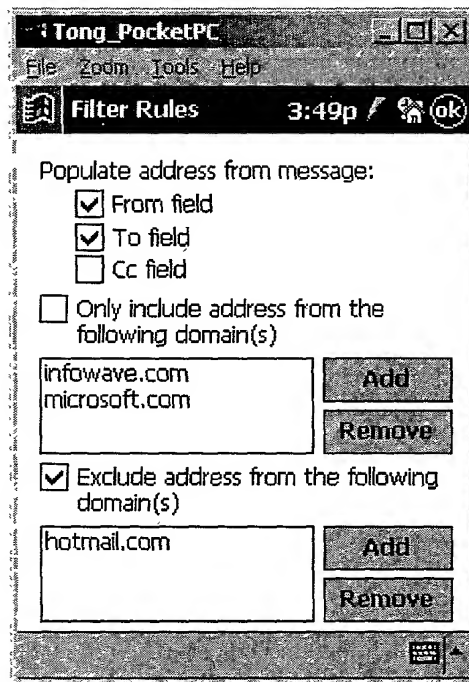 Tong_PocketPC
File Zoom Tools Help
Filter Rules 3:49p ok
Populate address from message:
From field
To field
Cc field
Only include address from the
following domain(s)
infowave.com
microsoft.com
Add
Remove
Exclude address from the following
domain(s)
hotmail.com
Add
Remove